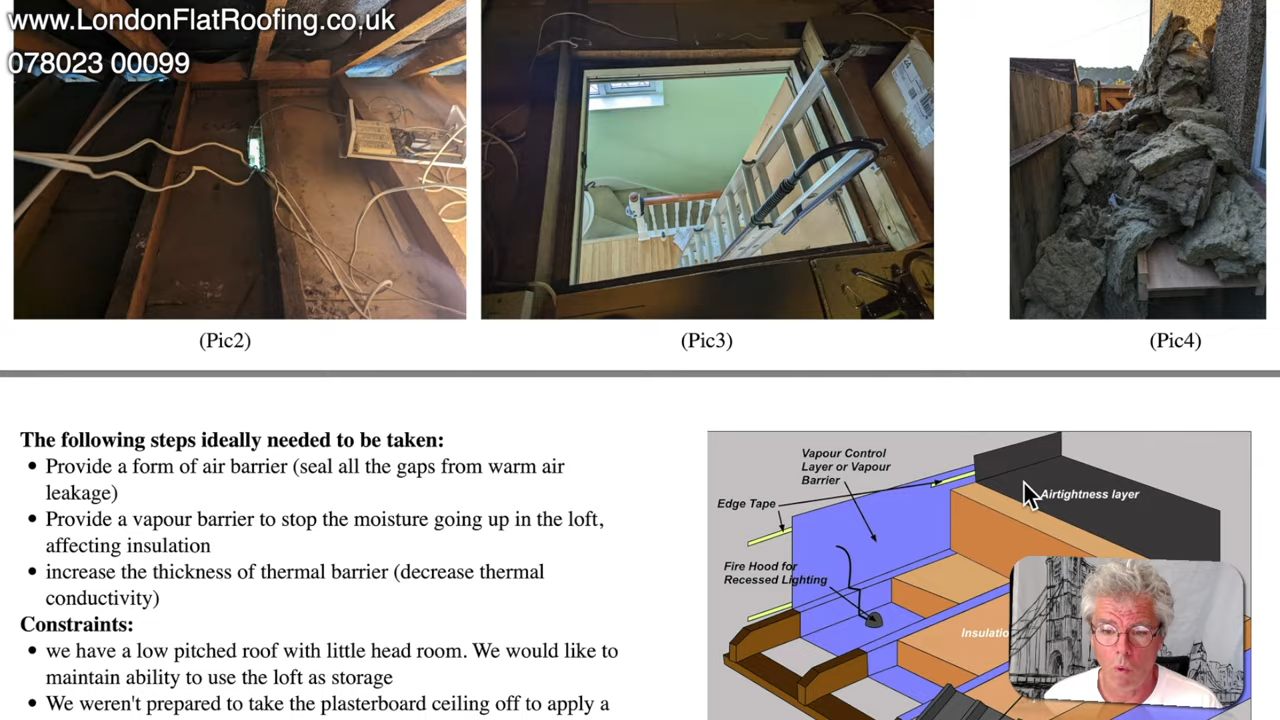 www.LondonFlatRoofing.co.uk
078023 00099
(Pic2)
(Pic3)
(Pic4)
The following steps ideally needed to be taken:
• Provide a form of air barrier (seal all the gaps from warm air
leakage)
• Provide a vapour barrier to stop the moisture going up in the loft,
affecting insulation
• increase the thickness of thermal barrier (decrease thermal
conductivity)
Constraints:
• we have a low pitched roof with little head room. We would like to
maintain ability to use the loft as storage
• We weren't prepared to take the plasterboard ceiling off to apply a
Vapour Control
Layer or Vapour
Barrier
Edge Tape
Airtightness layer
Fire Hood for
Recessed Lighting
Insulatio